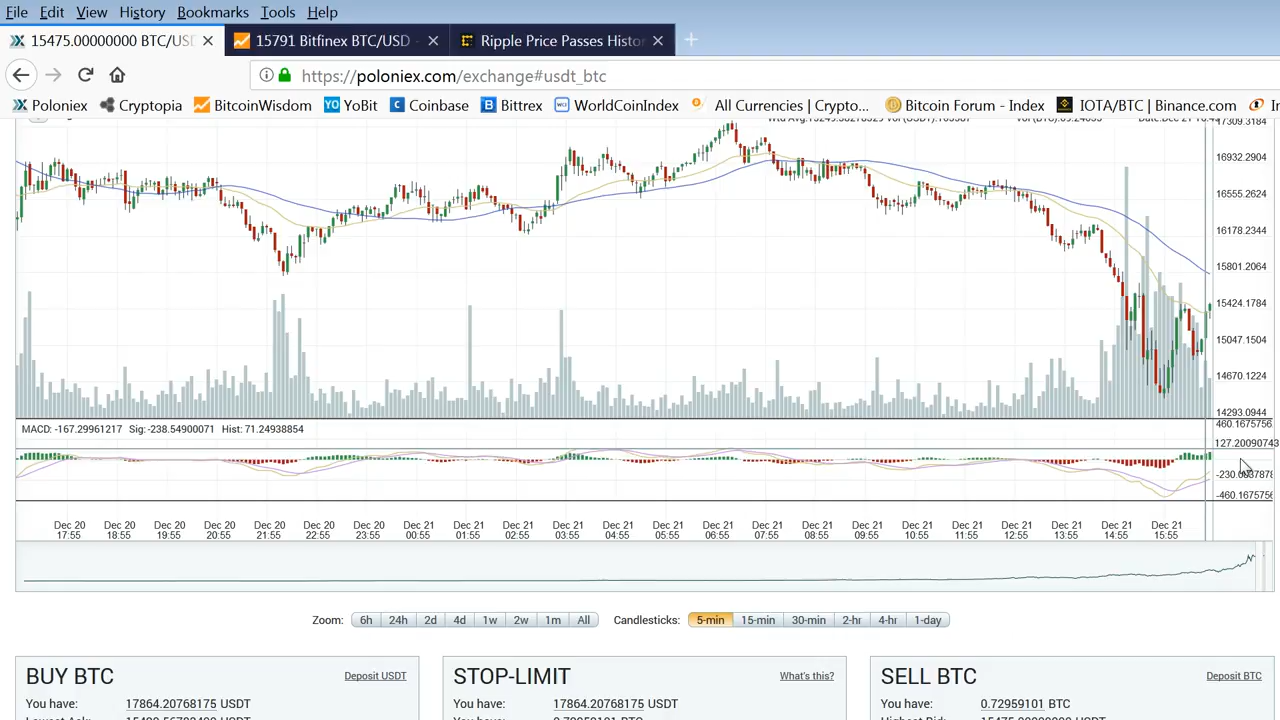 File Edit View History Bookmarks Tools Help
15475.00000000 BTC/USD 15791 Bitfinex BTC/USD - Ripple Price Passes Histor
https://poloniex.com/exchange#usdt_btc
Poloniex Cryptopia BitcoinWisdom YoBit Coinbase Bittrex WorldCoinIndex All Currencies | Crypto... Bitcoin Forum - Index IOTA/BTC | Binance.com
17309.3184
16932.2904
16555.2624
16178.2344
15801.2064
15424.1784
15047.1504
14670.1224
14293.0944
460.1675756
MACD: -167.29961217 Sig: -238.54900071 Hist: 71.24938854
127.2009074
-460.1675756
Dec 20 Dec 20 Dec 20 Dec 20 Dec 20 Dec 20 Dec 20 Dec 21 Dec 21 Dec 21 Dec 21 Dec 21 Dec 21 Dec 21 Dec 21 Dec 21 Dec 21 Dec 21 Dec 21 Dec 21 Dec 21 Dec 21 Dec 21
17:55 18:55 19:55 20:55 21:55 22:55 23:55 00:55 01:55 02:55 03:55 04:55 05:55 06:55 07:55 08:55 09:55 10:55 11:55 12:55 13:55 14:55 15:55
Zoom: 6h 24h 2d 4d 1w 2w 1m All Candlesticks: 5-min 15-min 30-min 2-hr 4-hr 1-day
BUY BTC Deposit USDT STOP-LIMIT What's this? SELL BTC Deposit BTC
You have: 17864.20768175 USDT You have: 17864.20768175 USDT You have: 0.72959101 BTC